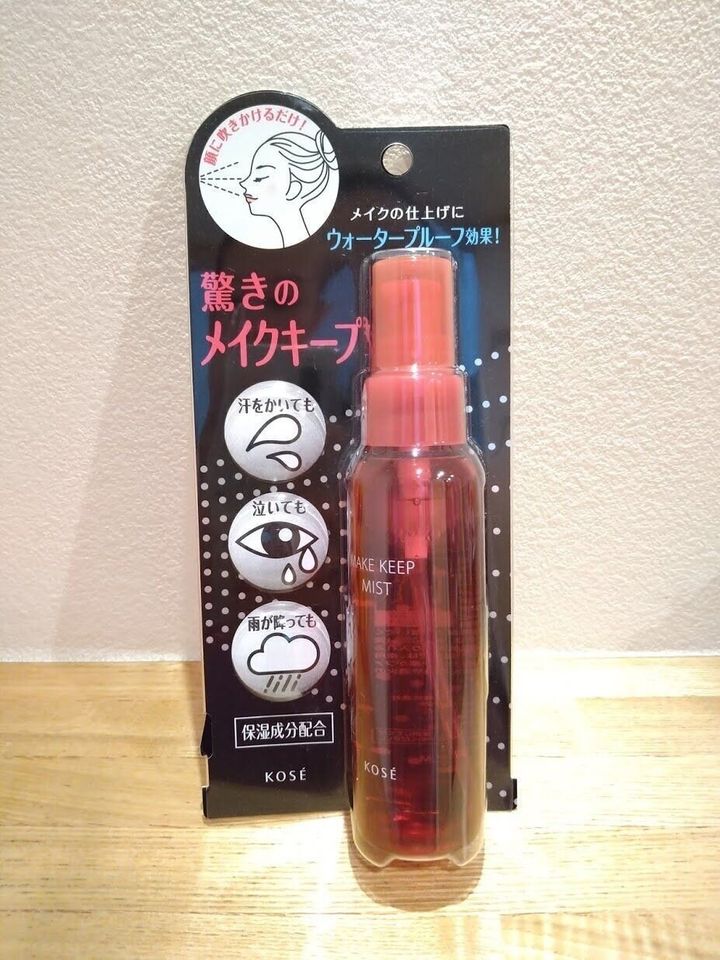 顔に吹きかけるだけ!
メイクの仕上げに
ウォータープルーフ効果!
驚きの
メイクキープ
汗をかいても
泣いても
雨が降っても
保湿成分配合
KOSÉ
MAKE KEEP
MIST
KOSÉ